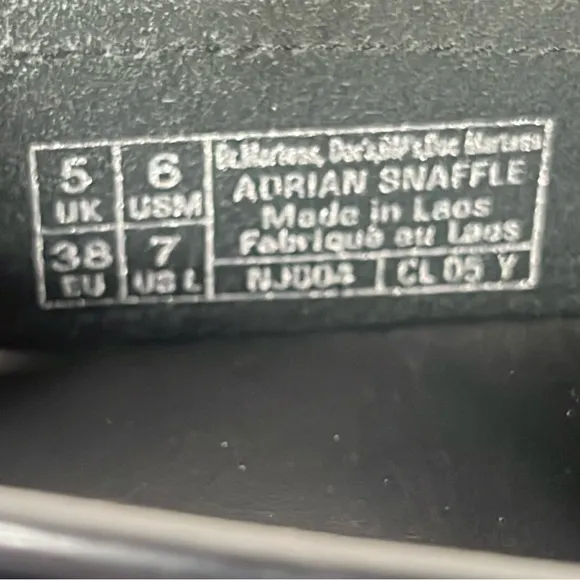 5 UK
6 USM
38 EU
7 US L
Dr.Martens, Doc's, DM's, Doc Martens
ADRIAN SNAFFLE
Made in Laos
Fabriqué au Laos
NJ004 CL 05 Y